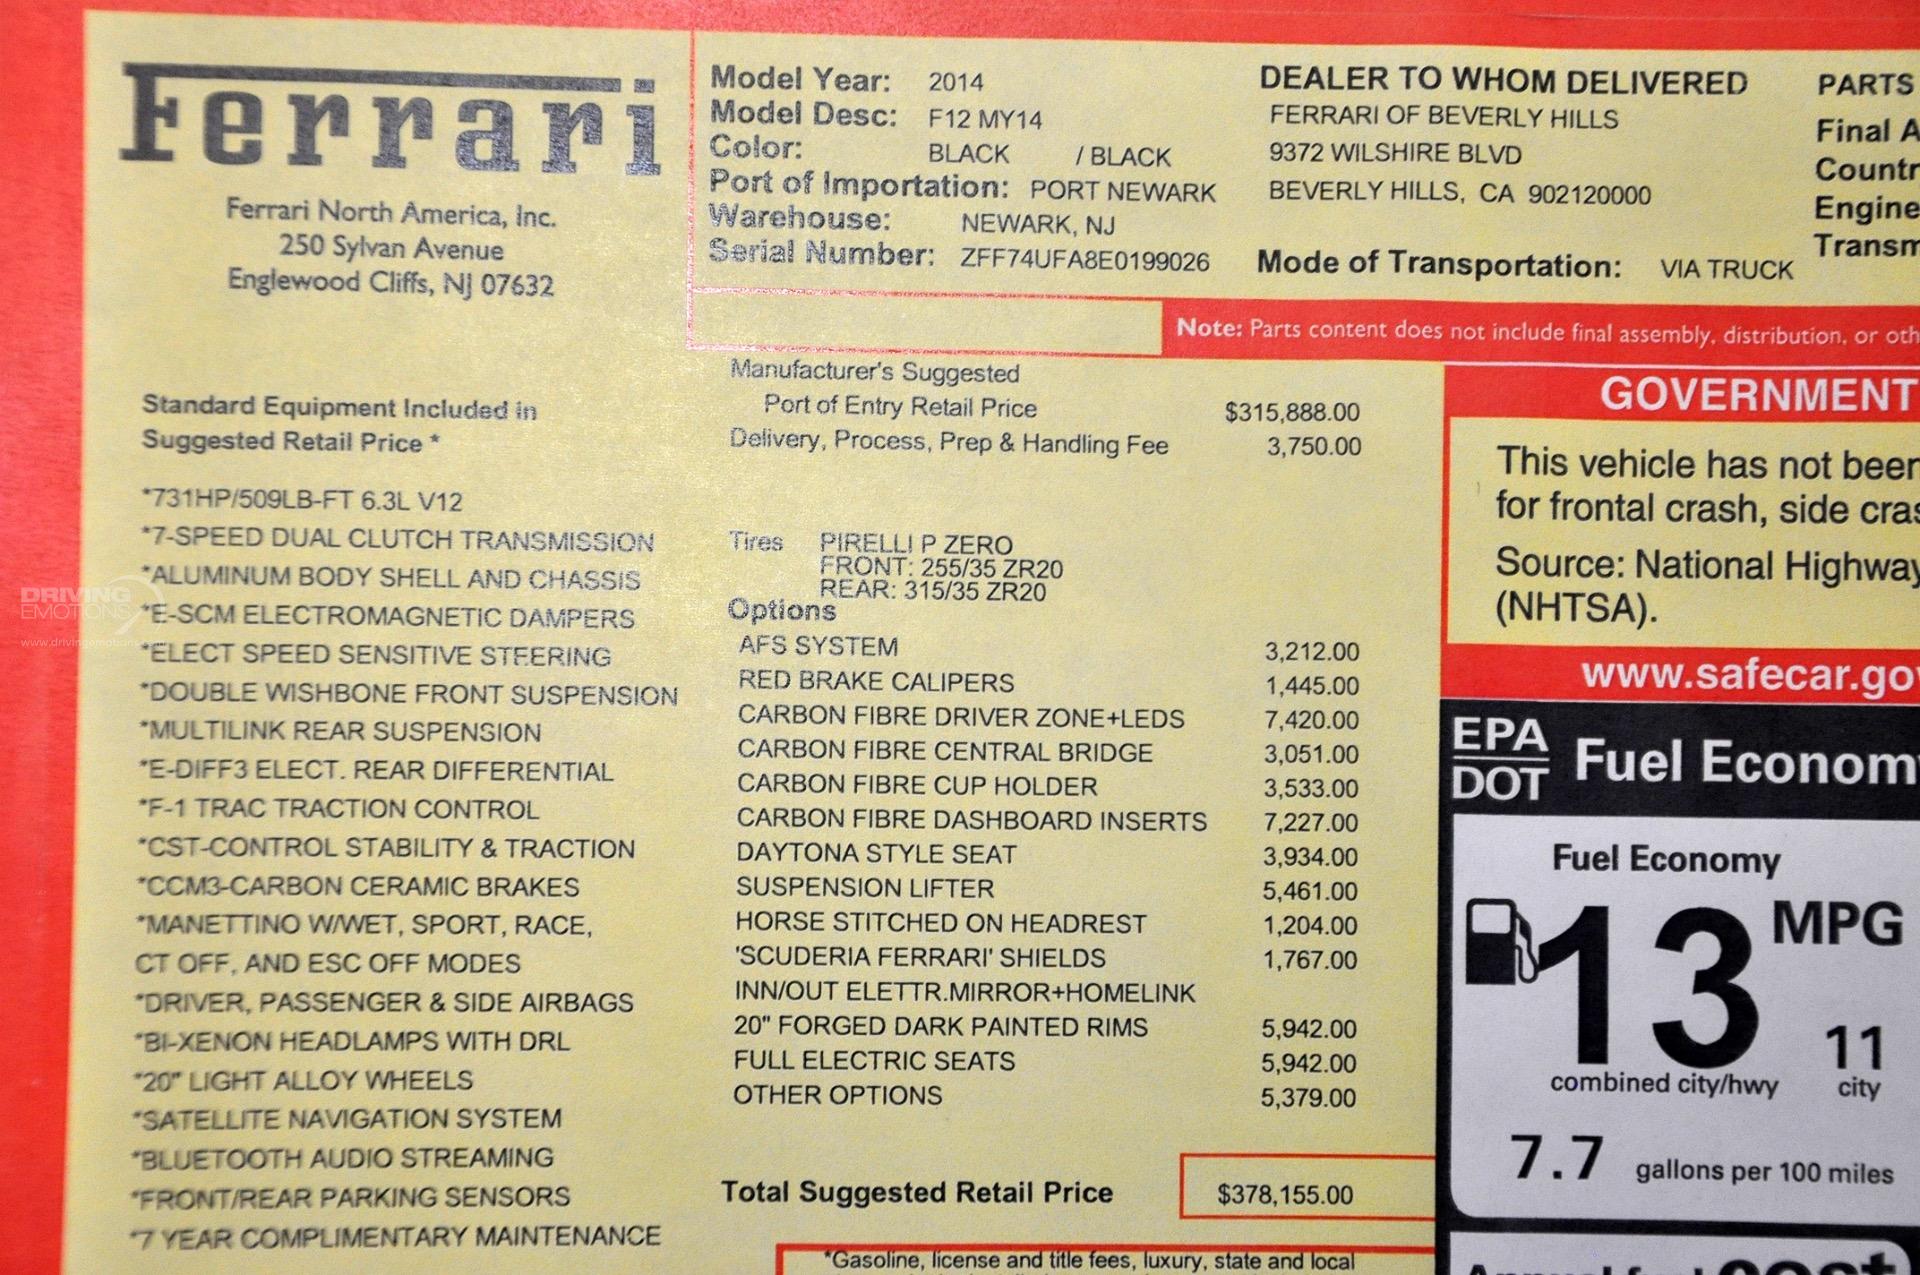 Ferrari
Ferrari North America, Inc.
250 Sylvan Avenue
Englewood Cliffs, NJ 07632
Model Year: 2014
Model Desc: F12 MY14
Color: BLACK / BLACK
Port of Importation: PORT NEWARK
Warehouse: NEWARK, NJ
Serial Number: ZFF74UFA8E0199026
DEALER TO WHOM DELIVERED
FERRARI OF BEVERLY HILLS
9372 WILSHIRE BLVD
BEVERLY HILLS, CA 902120000
Mode of Transportation: VIA TRUCK
PARTS
Final A
Countr
Engine
Transm
Note: Parts content does not include final assembly, distribution, or oth
Standard Equipment Included in
Suggested Retail Price *
*731HP/509LB-FT 6.3L V12
*7-SPEED DUAL CLUTCH TRANSMISSION
*ALUMINUM BODY SHELL AND CHASSIS
*E-SCM ELECTROMAGNETIC DAMPERS
*ELECT SPEED SENSITIVE STEERING
*DOUBLE WISHBONE FRONT SUSPENSION
*MULTILINK REAR SUSPENSION
*E-DIFF3 ELECT. REAR DIFFERENTIAL
*F-1 TRAC TRACTION CONTROL
*CST-CONTROL STABILITY & TRACTION
*CCM3-CARBON CERAMIC BRAKES
*MANETTINO W/WET, SPORT, RACE,
CT OFF, AND ESC OFF MODES
*DRIVER, PASSENGER & SIDE AIRBAGS
*BI-XENON HEADLAMPS WITH DRL
*20" LIGHT ALLOY WHEELS
*SATELLITE NAVIGATION SYSTEM
*BLUETOOTH AUDIO STREAMING
*FRONT/REAR PARKING SENSORS
*7 YEAR COMPLIMENTARY MAINTENANCE
DRIVING
EMOTIONS
www.drivingemotions
Manufacturer's Suggested
Port of Entry Retail Price $315,888.00
Delivery, Process, Prep & Handling Fee 3,750.00
Tires PIRELLI P ZERO
FRONT: 255/35 ZR20
REAR: 315/35 ZR20
Options
AFS SYSTEM 3,212.00
RED BRAKE CALIPERS 1,445.00
CARBON FIBRE DRIVER ZONE+LEDS 7,420.00
CARBON FIBRE CENTRAL BRIDGE 3,051.00
CARBON FIBRE CUP HOLDER 3,533.00
CARBON FIBRE DASHBOARD INSERTS 7,227.00
DAYTONA STYLE SEAT 3,934.00
SUSPENSION LIFTER 5,461.00
HORSE STITCHED ON HEADREST 1,204.00
'SCUDERIA FERRARI' SHIELDS 1,767.00
INN/OUT ELETTR.MIRROR+HOMELINK
20" FORGED DARK PAINTED RIMS 5,942.00
FULL ELECTRIC SEATS 5,942.00
OTHER OPTIONS 5,379.00
Total Suggested Retail Price $378,155.00
*Gasoline, license and title fees, luxury, state and local
GOVERNMENT
This vehicle has not been
for frontal crash, side cras
Source: National Highway
(NHTSA).
www.safecar.gov
EPA
DOT
Fuel Economy
Fuel Economy
13 MPG
combined city/hwy
11
city
7.7 gallons per 100 miles
Annual fuel cost